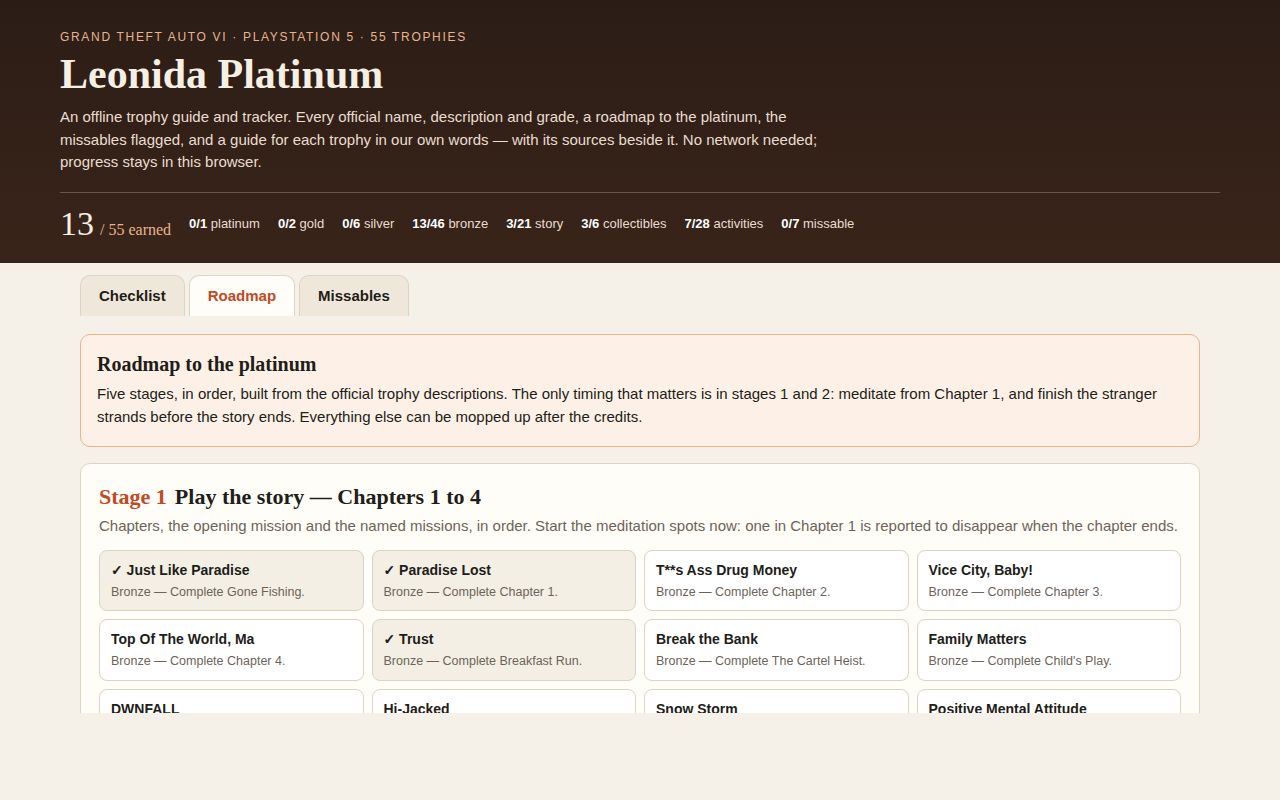 GRAND THEFT AUTO VI · PLAYSTATION 5 · 55 TROPHIES
Leonida Platinum
An offline trophy guide and tracker. Every official name, description and grade, a roadmap to the platinum, the
missables flagged, and a guide for each trophy in our own words — with its sources beside it. No network needed;
progress stays in this browser.
13 / 55 earned 0/1 platinum 0/2 gold 0/6 silver 13/46 bronze 3/21 story 3/6 collectibles 7/28 activities 0/7 missable
Checklist Roadmap Missables
Roadmap to the platinum
Five stages, in order, built from the official trophy descriptions. The only timing that matters is in stages 1 and 2: meditate from Chapter 1, and finish the stranger
strands before the story ends. Everything else can be mopped up after the credits.
Stage 1 Play the story — Chapters 1 to 4
Chapters, the opening mission and the named missions, in order. Start the meditation spots now: one in Chapter 1 is reported to disappear when the chapter ends.
✓ Just Like Paradise
Bronze — Complete Gone Fishing.
✓ Paradise Lost
Bronze — Complete Chapter 1.
T**s Ass Drug Money
Bronze — Complete Chapter 2.
Vice City, Baby!
Bronze — Complete Chapter 3.
Top Of The World, Ma
Bronze — Complete Chapter 4.
✓ Trust
Bronze — Complete Breakfast Run.
Break the Bank
Bronze — Complete The Cartel Heist.
Family Matters
Bronze — Complete Child's Play.
DWNFALL
Hi-Jacked
Snow Storm
Positive Mental Attitude